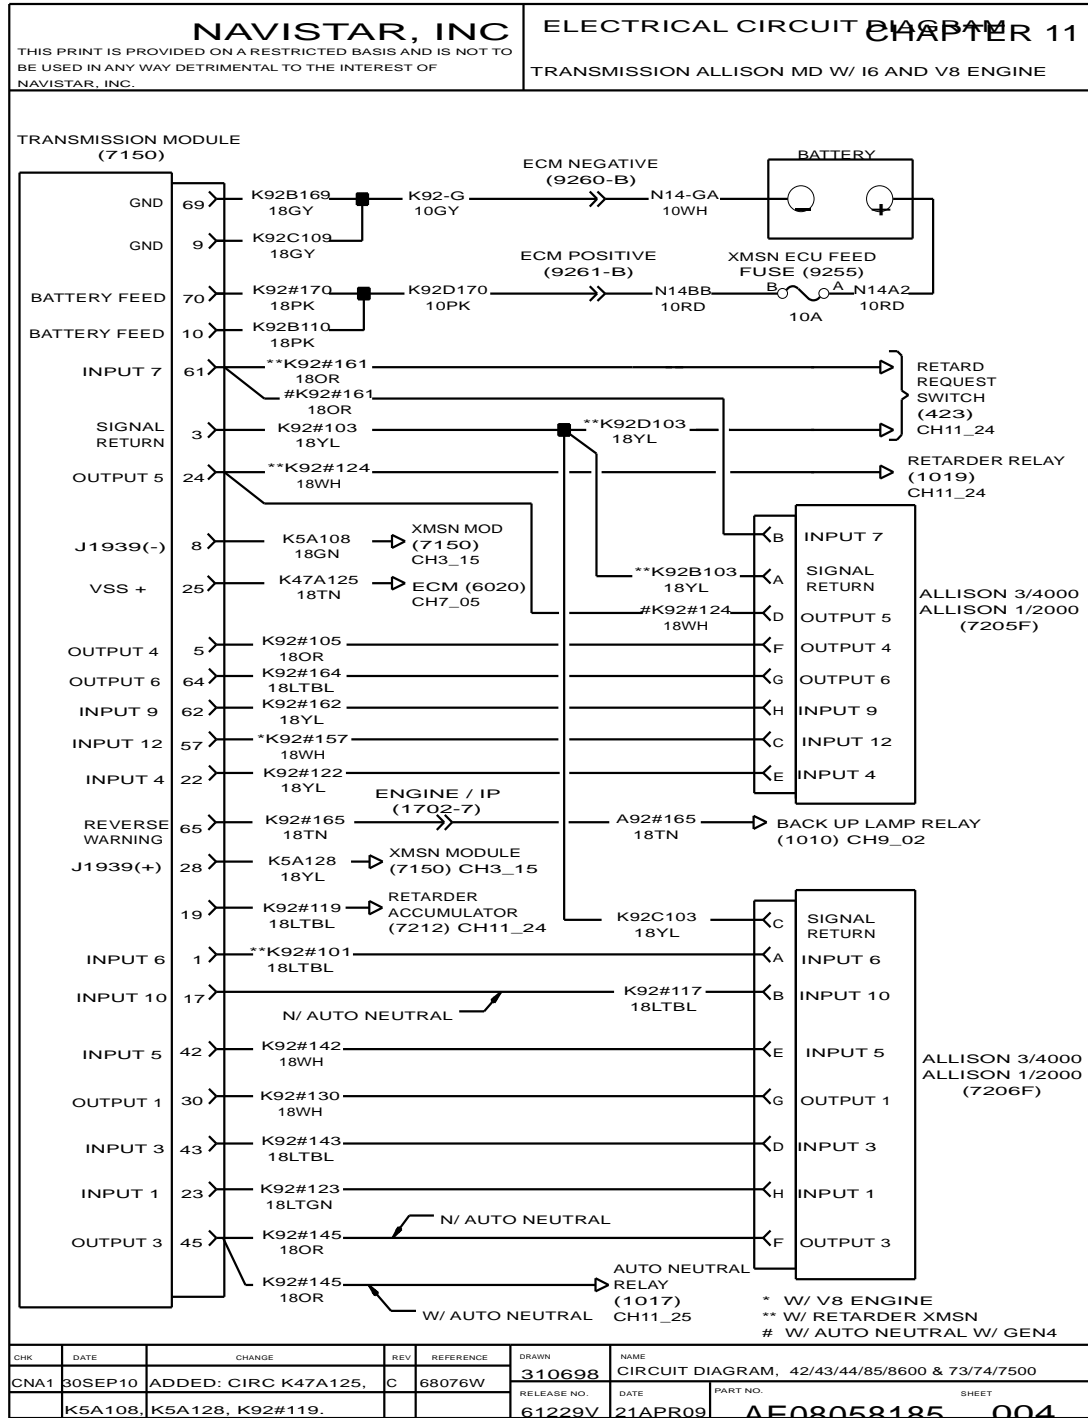 NAVISTAR, INC
THIS PRINT IS PROVIDED ON A RESTRICTED BASIS AND IS NOT TO
BE USED IN ANY WAY DETRIMENTAL TO THE INTEREST OF
NAVISTAR, INC.
ELECTRICAL CIRCUIT DIAGRAM
CHAPTER 11
TRANSMISSION ALLISON MD W/ I6 AND V8 ENGINE
TRANSMISSION MODULE
(7150)
BATTERY
ECM NEGATIVE
(9260-B)
GND 69 K92B169 K92-G N14-GA
18GY 10GY 10WH
- +
GND 9 K92C109
18GY
ECM POSITIVE
(9261-B)
XMSN ECU FEED
FUSE (9255)
BATTERY FEED 70 K92#170 K92D170 N14BB B A N14A2
18PK 10PK 10RD 10A 10RD
BATTERY FEED 10 K92B110
18PK
INPUT 7 61 **K92#161
18OR
#K92#161
18OR
RETARD
REQUEST
SWITCH
(423)
CH11_24
SIGNAL
RETURN
3 K92#103 **K92D103
18YL 18YL
OUTPUT 5 24 **K92#124
18WH
RETARDER RELAY
(1019)
CH11_24
J1939(-) 8 K5A108
18GN
XMSN MOD
(7150)
CH3_15
VSS + 25 K47A125
18TN
ECM (6020)
CH7_05
B INPUT 7
**K92B103 A SIGNAL
18YL RETURN
#K92#124 D OUTPUT 5
18WH
ALLISON 3/4000
ALLISON 1/2000
(7205F)
OUTPUT 4 5 K92#105 F OUTPUT 4
18OR
OUTPUT 6 64 K92#164 G OUTPUT 6
18LTBL
INPUT 9 62 K92#162 H INPUT 9
18YL
INPUT 12 57 *K92#157 C INPUT 12
18WH
INPUT 4 22 K92#122 E INPUT 4
18YL
ENGINE / IP
(1702-7)
REVERSE
WARNING
65 K92#165 A92#165
18TN 18TN
BACK UP LAMP RELAY
(1010) CH9_02
J1939(+) 28 K5A128
18YL
XMSN MODULE
(7150) CH3_15
19 K92#119
18LTBL
RETARDER
ACCUMULATOR
(7212) CH11_24
K92C103 C SIGNAL
18YL RETURN
INPUT 6 1 **K92#101 A INPUT 6
18LTBL
INPUT 10 17 K92#117 B INPUT 10
18LTBL
N/ AUTO NEUTRAL
INPUT 5 42 K92#142 E INPUT 5
18WH
ALLISON 3/4000
ALLISON 1/2000
(7206F)
OUTPUT 1 30 K92#130 G OUTPUT 1
18WH
INPUT 3 43 K92#143 D INPUT 3
18LTBL
INPUT 1 23 K92#123 H INPUT 1
18LTGN
N/ AUTO NEUTRAL
OUTPUT 3 45 K92#145 F OUTPUT 3
18OR
K92#145
18OR
W/ AUTO NEUTRAL
AUTO NEUTRAL
RELAY
(1017)
CH11_25
* W/ V8 ENGINE
** W/ RETARDER XMSN
# W/ AUTO NEUTRAL W/ GEN4
CHK DATE CHANGE REV REFERENCE
CNA1 30SEP10 ADDED: CIRC K47A125, C 68076W
K5A108, K5A128, K92#119.
DRAWN
310698
NAME
CIRCUIT DIAGRAM, 42/43/44/85/8600 & 73/74/7500
RELEASE NO.
61229V
DATE
21APR09
PART NO.
AE08058185
SHEET
004